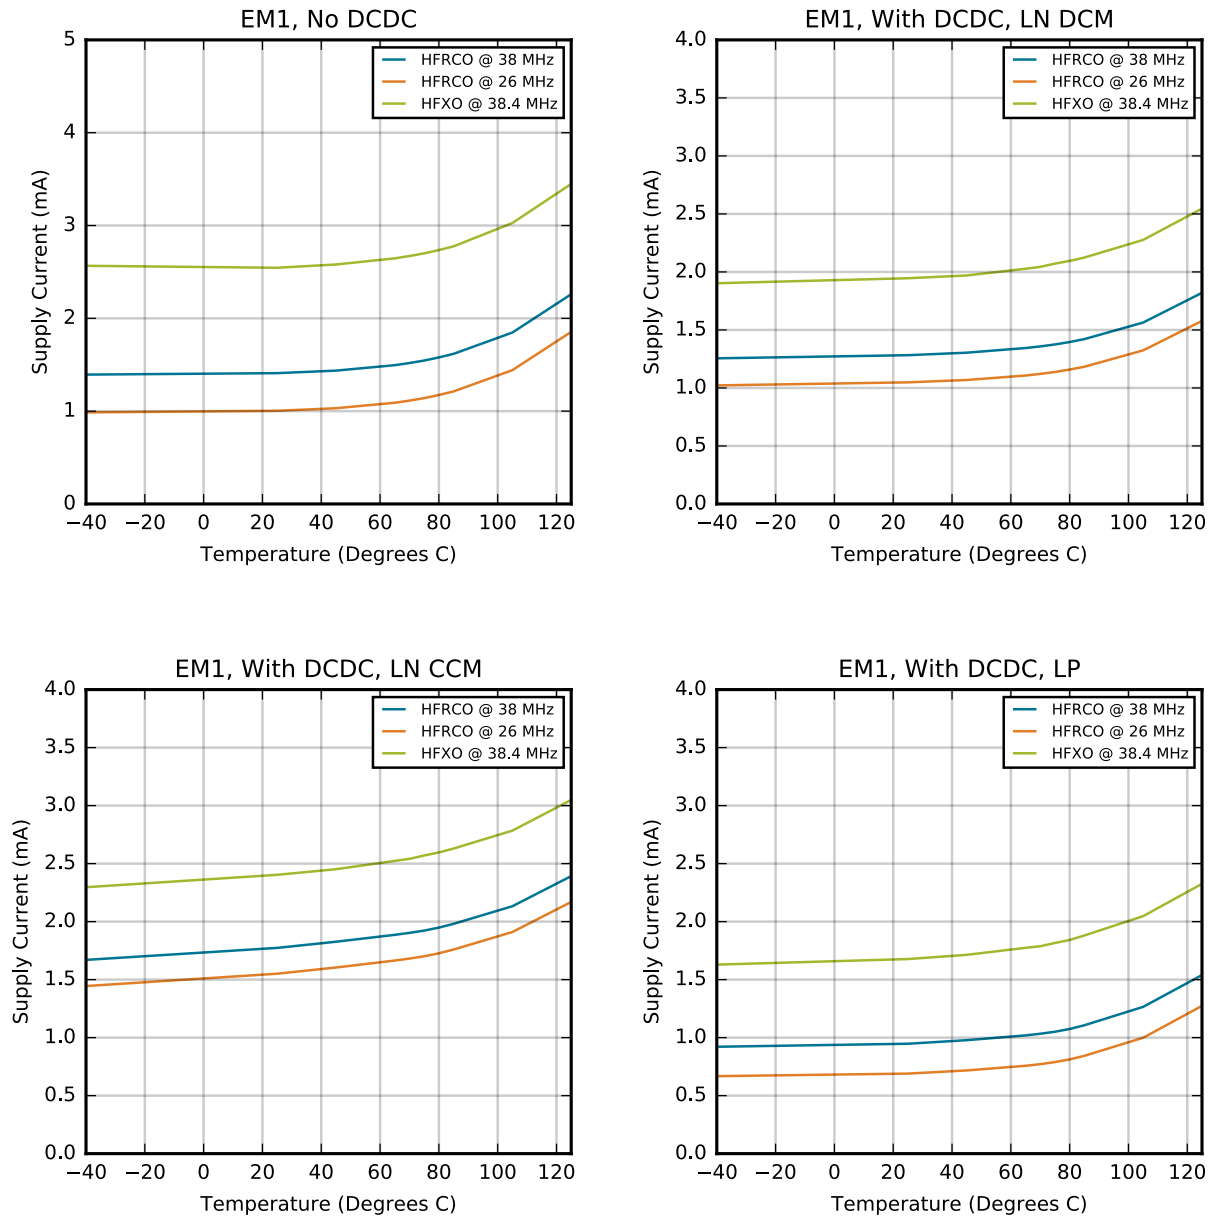 EM1, No DCDC
5
4
3
2
1
0
Supply Current (mA)
HFRCO @ 38 MHz
HFRCO @ 26 MHz
HFXO @ 38.4 MHz
−40 −20 0 20 40 60 80 100 120
Temperature (Degrees C)
EM1, With DCDC, LN DCM
4.0
3.5
3.0
2.5
2.0
1.5
1.0
0.5
0.0
Supply Current (mA)
HFRCO @ 38 MHz
HFRCO @ 26 MHz
HFXO @ 38.4 MHz
−40 −20 0 20 40 60 80 100 120
Temperature (Degrees C)
EM1, With DCDC, LN CCM
4.0
3.5
3.0
2.5
2.0
1.5
1.0
0.5
0.0
Supply Current (mA)
HFRCO @ 38 MHz
HFRCO @ 26 MHz
HFXO @ 38.4 MHz
−40 −20 0 20 40 60 80 100 120
Temperature (Degrees C)
EM1, With DCDC, LP
4.0
3.5
3.0
2.5
2.0
1.5
1.0
0.5
0.0
Supply Current (mA)
HFRCO @ 38 MHz
HFRCO @ 26 MHz
HFXO @ 38.4 MHz
−40 −20 0 20 40 60 80 100 120
Temperature (Degrees C)